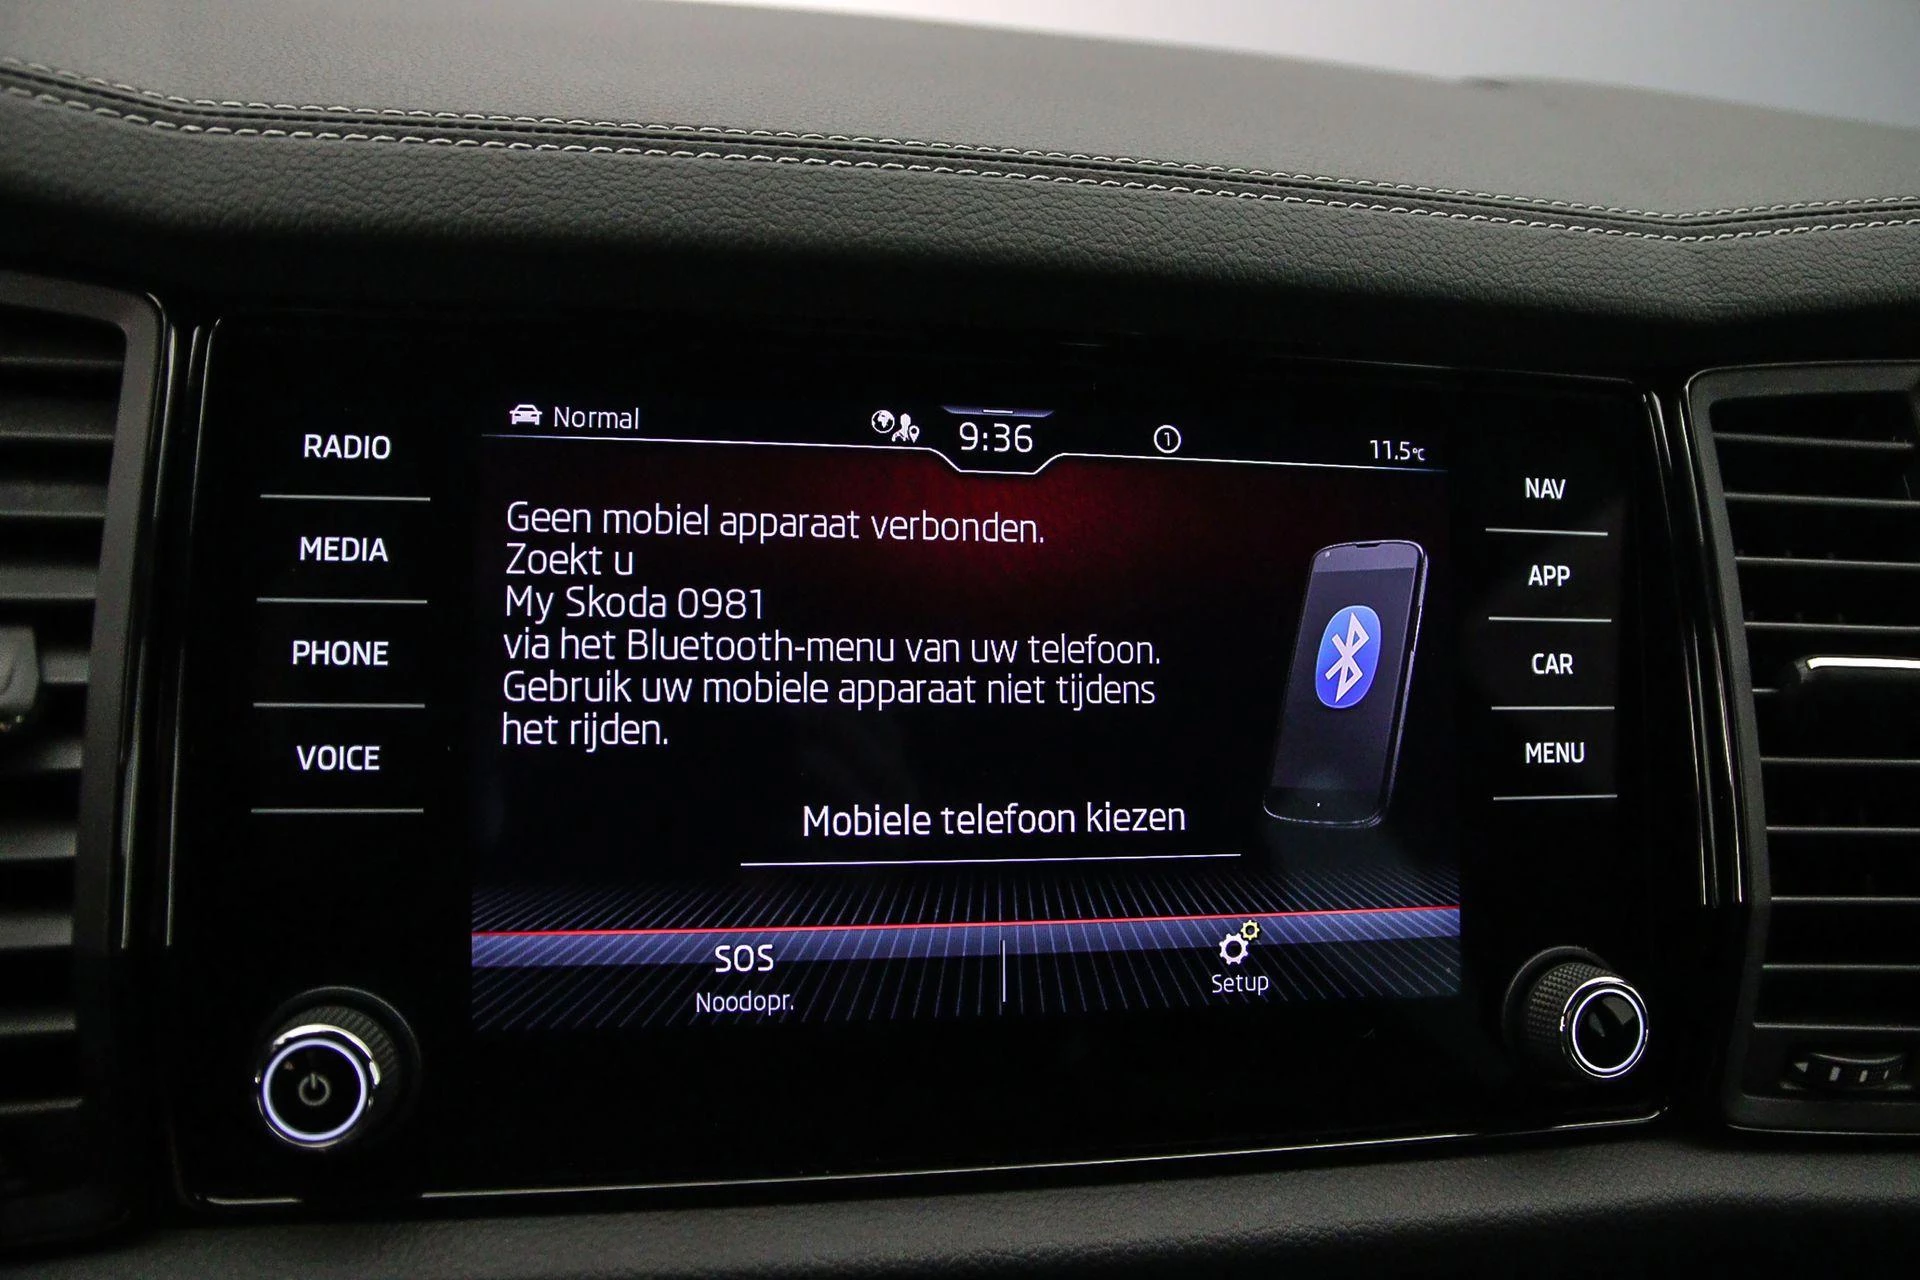 RADIO
MEDIA
PHONE
VOICE
Normal
9:36
1
11.5°C
Geen mobiel apparaat verbonden.
Zoekt u
My Skoda 0981
via het Bluetooth-menu van uw telefoon.
Gebruik uw mobiele apparaat niet tijdens
het rijden.
Mobiele telefoon kiezen
SOS
Noodopr.
Setup
NAV
APP
CAR
MENU